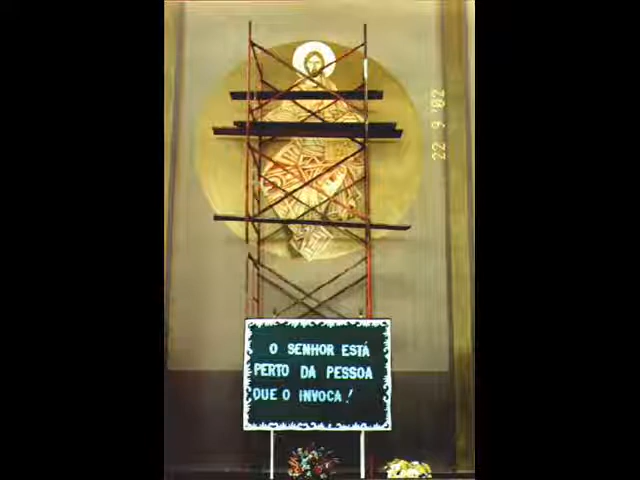 22 9 '02
O SENHOR ESTÁ
PERTO DA PESSOA
QUE O INVOCA!